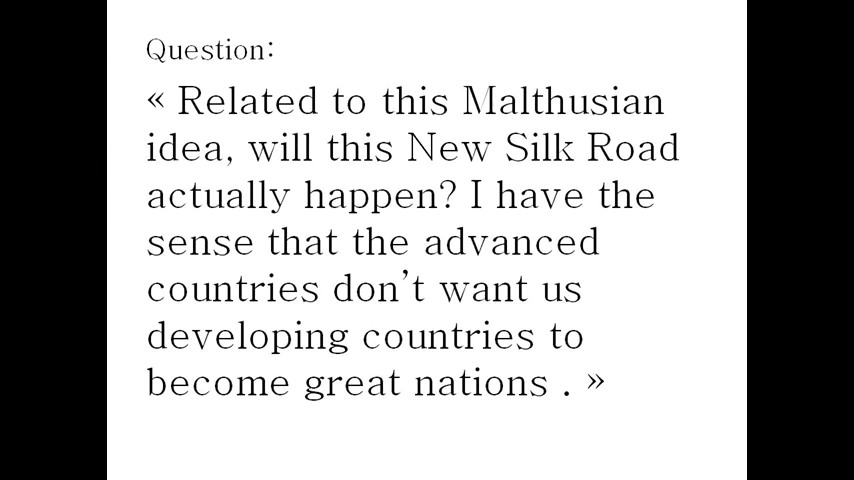 Question:
« Related to this Malthusian
idea, will this New Silk Road
actually happen? I have the
sense that the advanced
countries don’t want us
developing countries to
become great nations . »